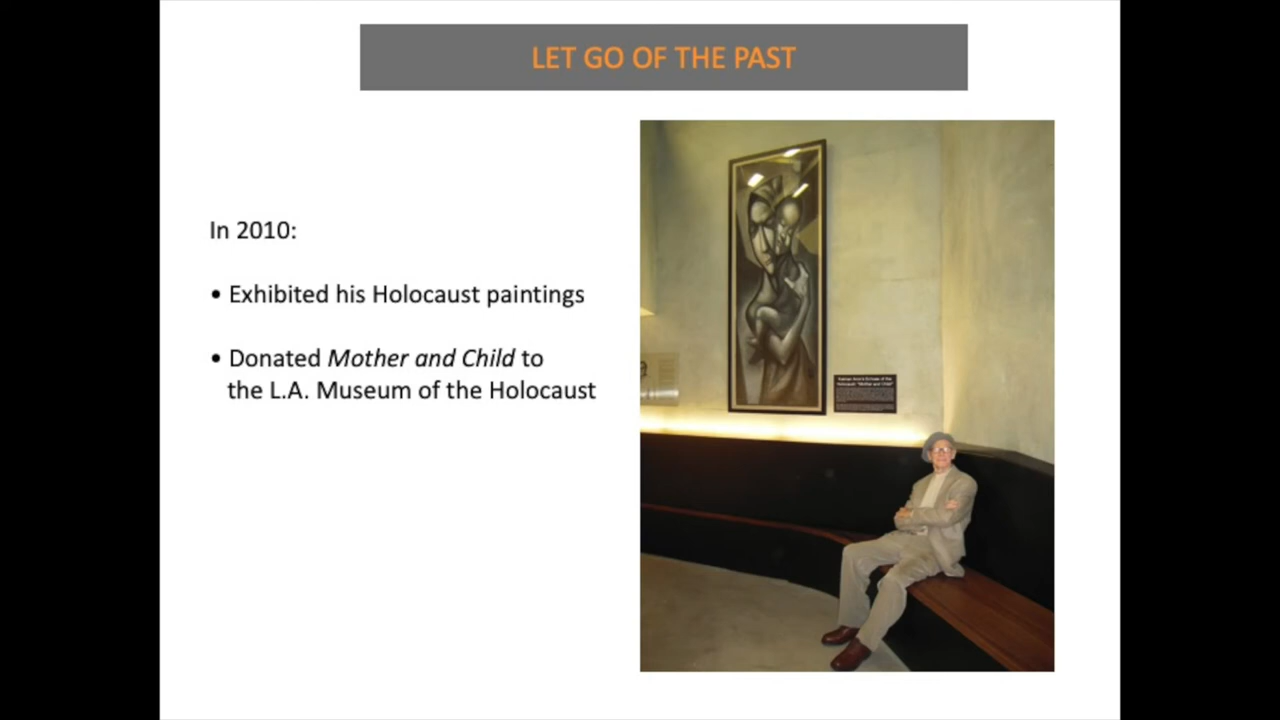 LET GO OF THE PAST
In 2010:
• Exhibited his Holocaust paintings
• Donated Mother and Child to
the L.A. Museum of the Holocaust